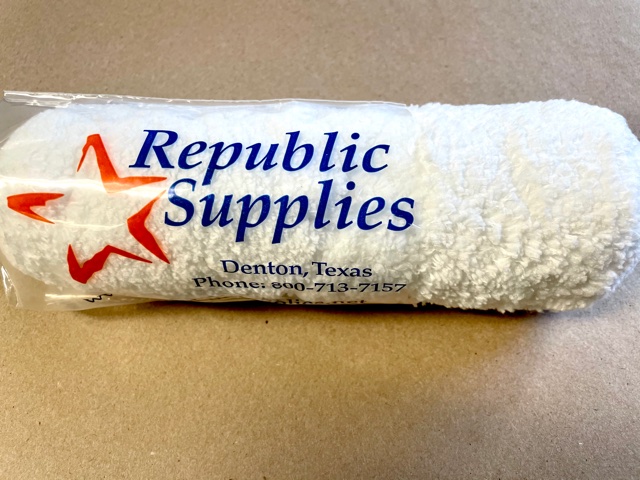 Republic
Supplies
Denton, Texas
Phone: 800-713-7157